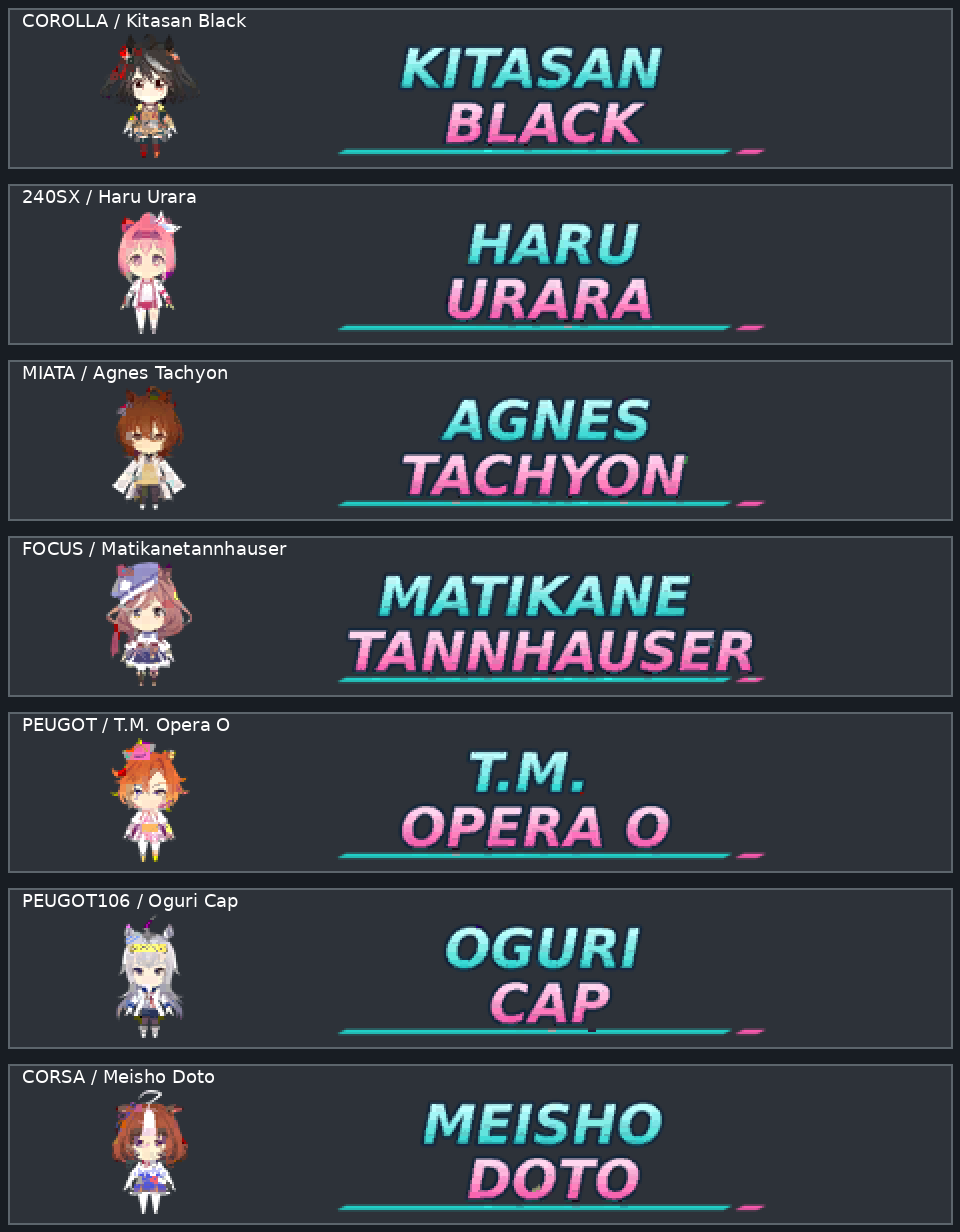 COROLLA / Kitasan Black
KITASAN
BLACK
240SX / Haru Urara
HARU
URARA
MIATA / Agnes Tachyon
AGNES
TACHYON
FOCUS / Matikanetannhauser
MATIKANE
TANNHAUSER
PEUGOT / T.M. Opera O
T.M.
OPERA O
PEUGOT106 / Oguri Cap
OGURI
CAP
CORSA / Meisho Doto
MEISHO
DOTO